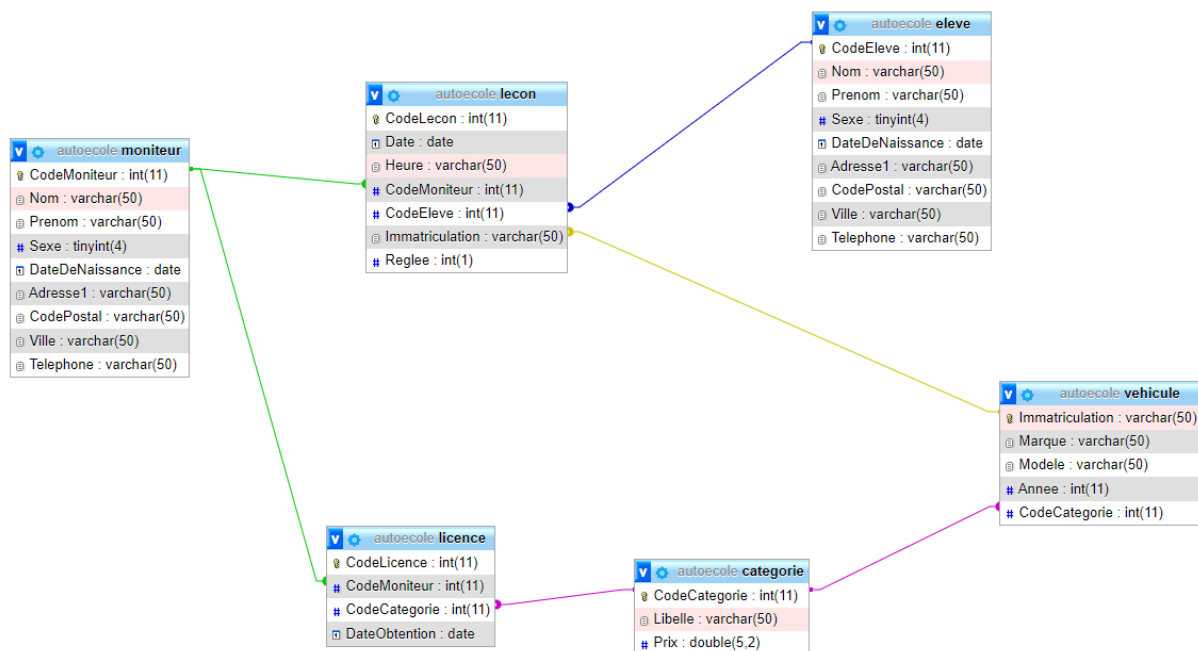 autoecole moniteur
CodeMoniteur : int(11)
Nom : varchar(50)
Prenom : varchar(50)
Sexe : tinyint(4)
DateDeNaissance : date
Adresse1 : varchar(50)
CodePostal : varchar(50)
Ville : varchar(50)
Telephone : varchar(50)
autoecole lecon
CodeLecon : int(11)
Date : date
Heure : varchar(50)
CodeMoniteur : int(11)
CodeEleve : int(11)
Immatriculation : varchar(50)
Reglee : int(1)
autoecole eleve
CodeEleve : int(11)
Nom : varchar(50)
Prenom : varchar(50)
Sexe : tinyint(4)
DateDeNaissance : date
Adresse1 : varchar(50)
CodePostal : varchar(50)
Ville : varchar(50)
Telephone : varchar(50)
autoecole licence
CodeLicence : int(11)
CodeMoniteur : int(11)
CodeCategorie : int(11)
DateObtention : date
autoecole categorie
CodeCategorie : int(11)
Libelle : varchar(50)
Prix : double(5,2)
autoecole vehicule
Immatriculation : varchar(50)
Marque : varchar(50)
Modele : varchar(50)
Annee : int(11)
CodeCategorie : int(11)